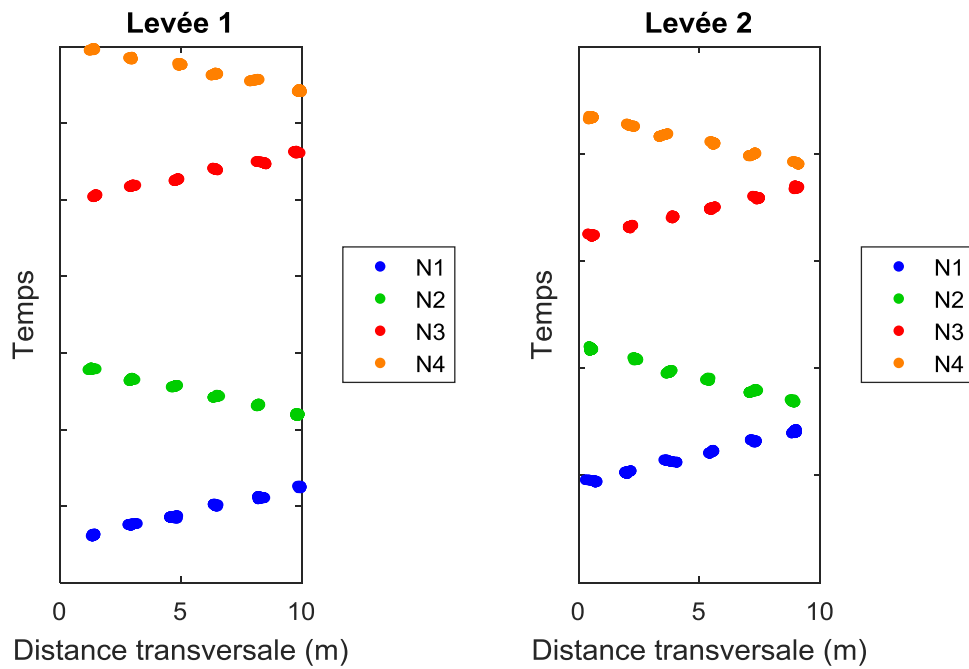 Levée 1
Temps
0 5 10
Distance transversale (m)
N1
N2
N3
N4
Levée 2
Temps
0 5 10
Distance transversale (m)
N1
N2
N3
N4